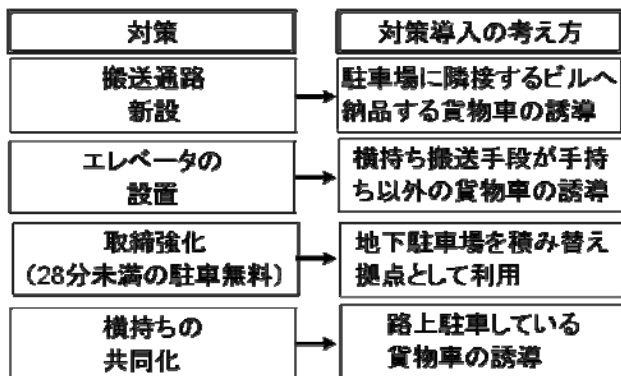 対策
対策導入の考え方
搬送通路
新設
駐車場に隣接するビルへ
納品する貨物車の誘導
エレベータの
設置
横持ち搬送手段が手持
ち以外の貨物車の誘導
取締強化
（28分未満の駐車無料）
地下駐車場を積み替え
拠点として利用
横持ちの
共同化
路上駐車している
貨物車の誘導